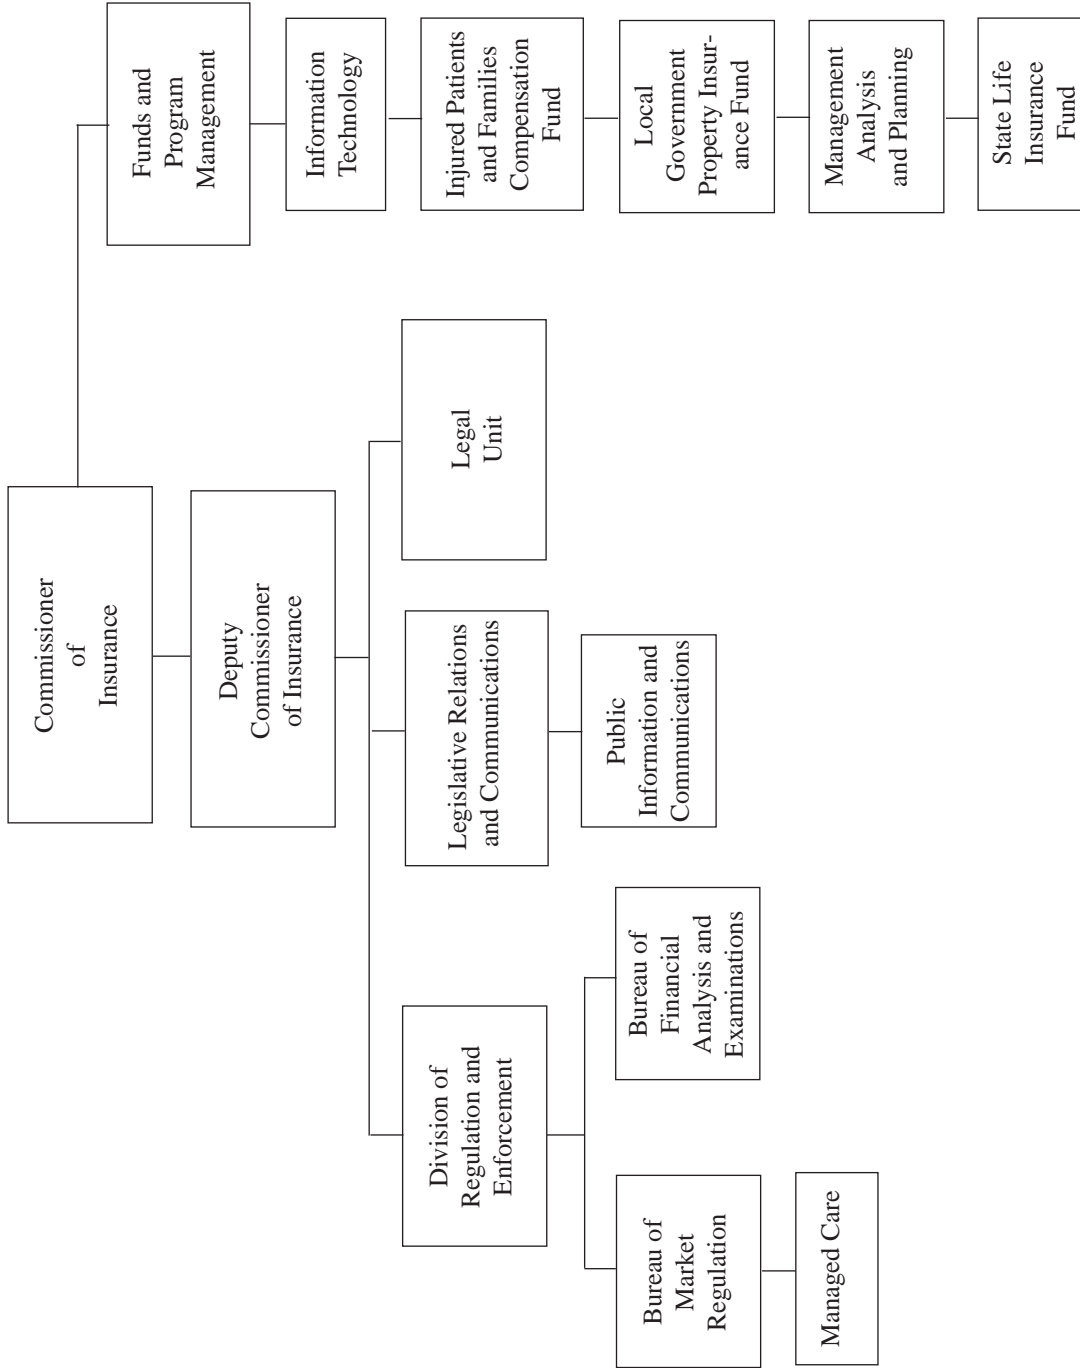 Commissioner
of
Insurance
Deputy
Commissioner
of Insurance
Division of
Regulation and
Enforcement
Legislative Relations
and Communications
Legal
Unit
Bureau of
Market
Regulation
Bureau of
Financial
Analysis and
Examinations
Public
Information and
Communications
Managed Care
Funds and
Program
Management
Information
Technology
Injured Patients
and Families
Compensation
Fund
Local
Government
Property Insur-
ance Fund
Management
Analysis
and Planning
State Life
Insurance
Fund